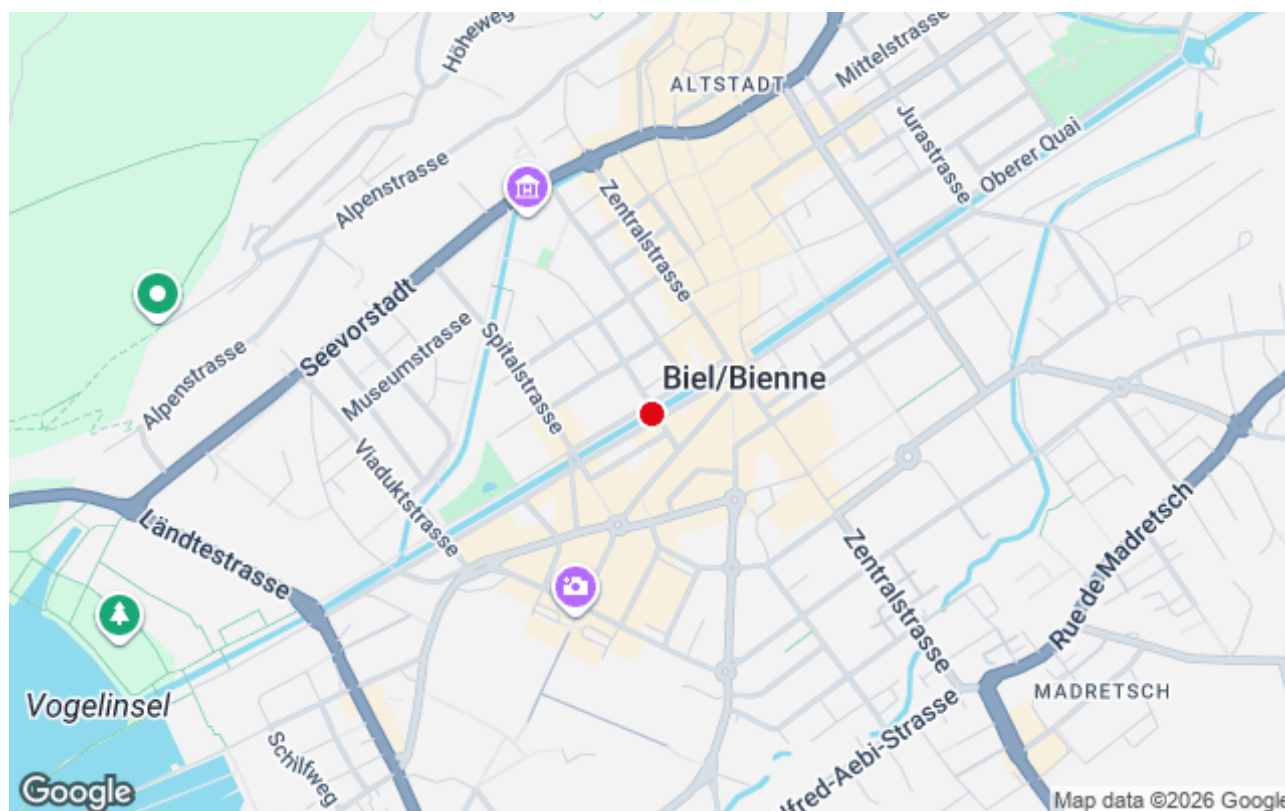 Höheweg
ALTSTADT
Mittelstrasse
Jurastrasse
Oberer Quai
Alpenstrasse
Zentralstrasse
Seevorstadt
Museumstrasse
Spitalstrasse
Alpenstrasse
Biel/Bienne
Viaduktstrasse
Ländtestrasse
Zentralstrasse
Rue de Madretsch
MADRETSCH
Vogelinsel
Schilfweg
lfred-Aebi-Strasse
Google
Map data ©2026 Google